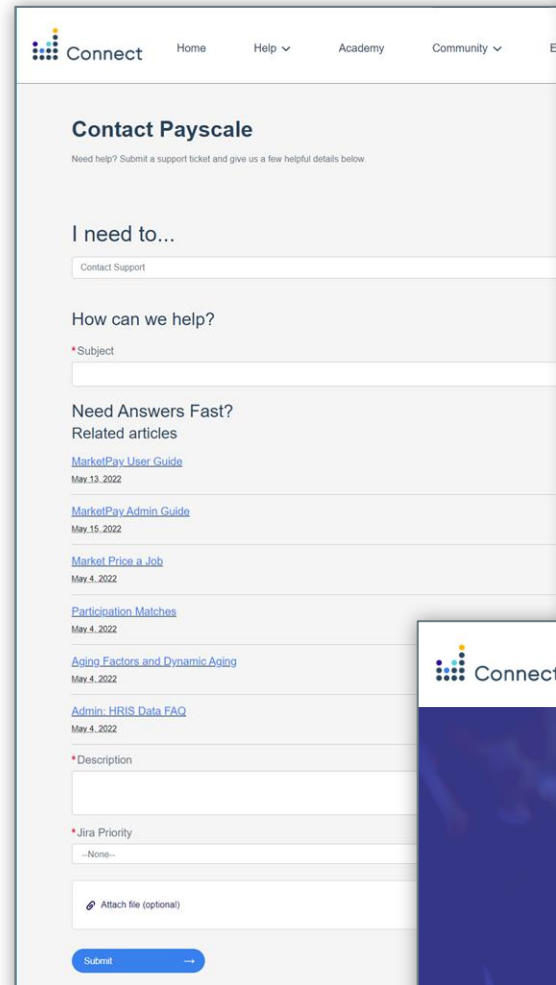 Connect
Home Help Academy Community E
Contact Payscale
Need help? Submit a support ticket and give us a few helpful details below.
I need to...
Contact Support
How can we help?
*Subject
Need Answers Fast?
Related articles
MarketPay User Guide
May 13, 2022
MarketPay Admin Guide
May 15, 2022
Market Price a Job
May 4, 2022
Participation Matches
May 4, 2022
Aging Factors and Dynamic Aging
May 4, 2022
Admin: HRIS Data FAQ
May 4, 2022
*Description
*Jira Priority
--None--
Attach file (optional)
Submit →
Connect